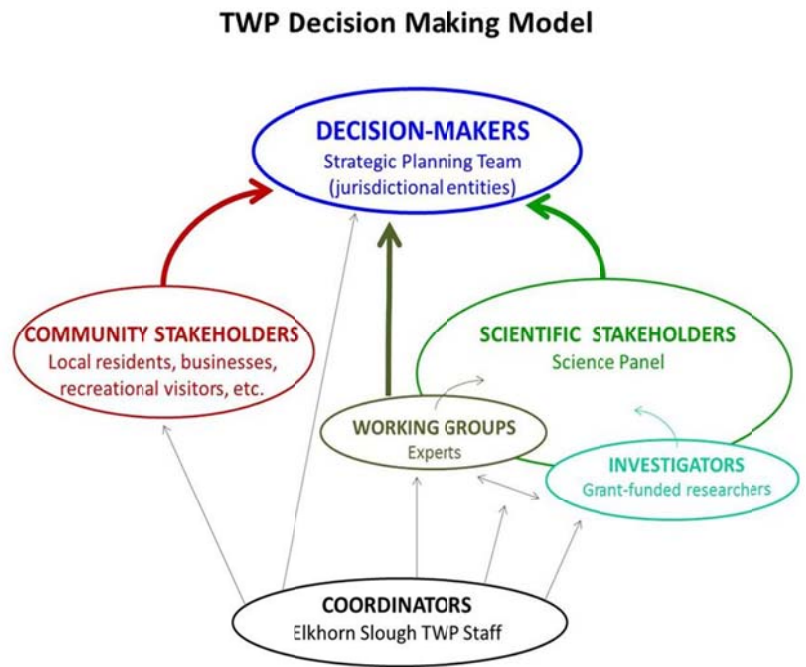 TWP Decision Making Model
DECISION-MAKERS
Strategic Planning Team
(jurisdictional entities)
COMMUNITY STAKEHOLDERS
Local residents, businesses,
recreational visitors, etc.
SCIENTIFIC STAKEHOLDERS
Science Panel
WORKING GROUPS
Experts
INVESTIGATORS
Grant-funded researchers
COORDINATORS
Elkhorn Slough TWP Staff